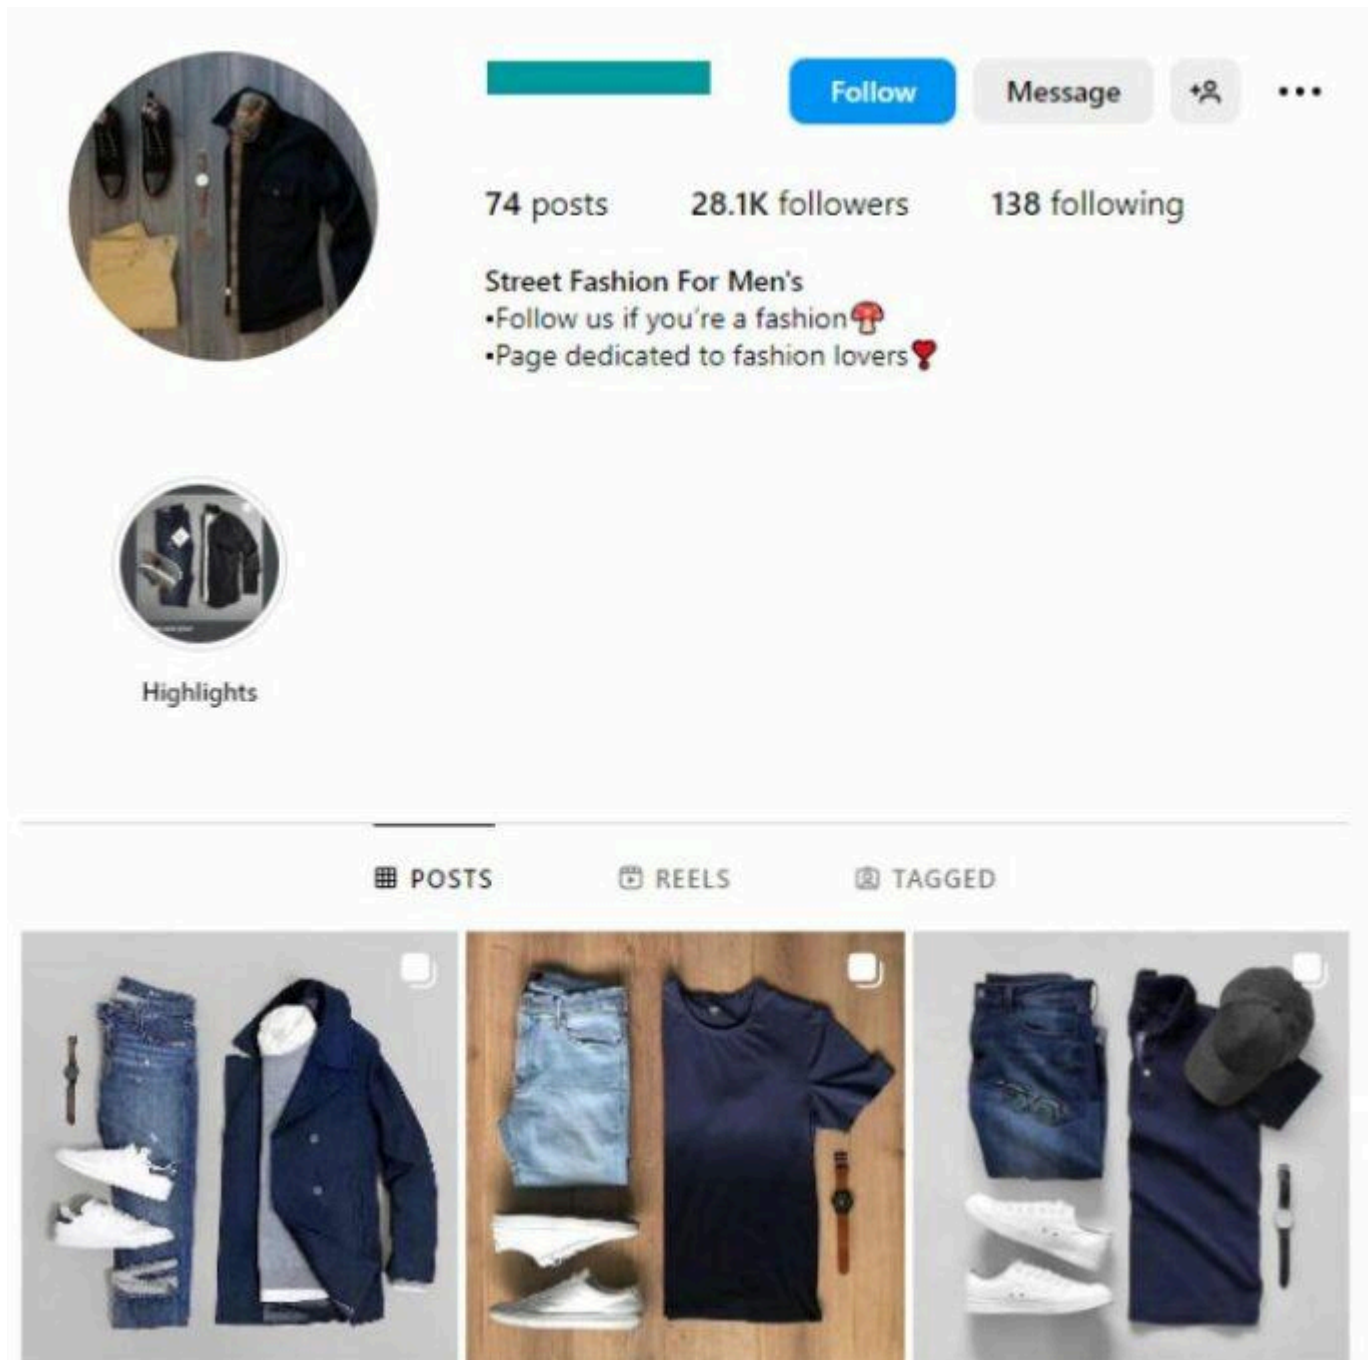 Follow Message
74 posts 28.1K followers 138 following
Street Fashion For Men's
•Follow us if you're a fashion🍄
•Page dedicated to fashion lovers❣️
Highlights
POSTS REELS TAGGED